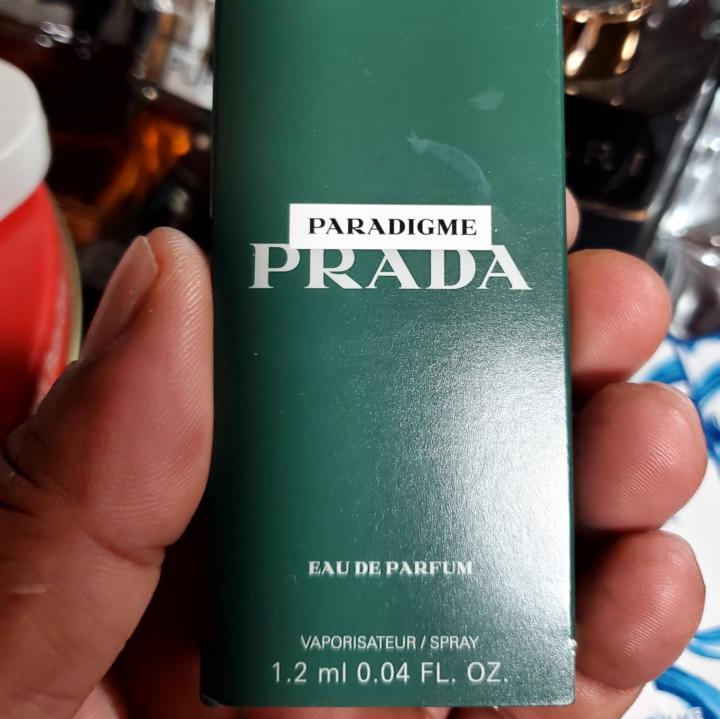 PARADIGME
PRADA
EAU DE PARFUM
VAPORISATEUR / SPRAY
1.2 ml 0.04 FL. OZ.